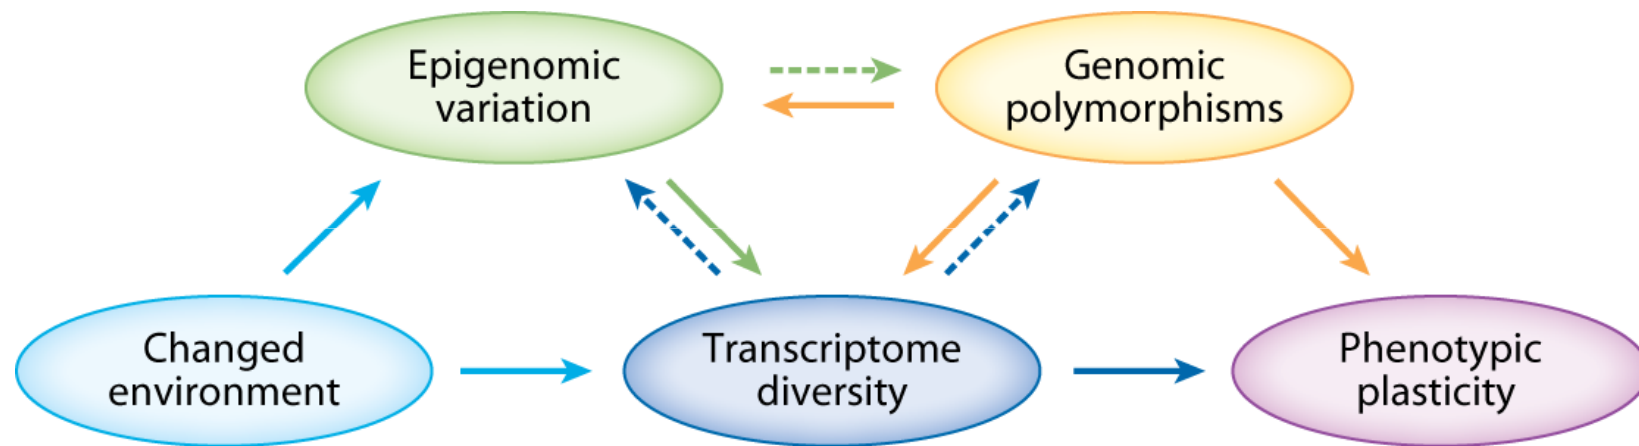 Epigenomic
variation
Genomic
polymorphisms
Changed
environment
Transcriptome
diversity
Phenotypic
plasticity